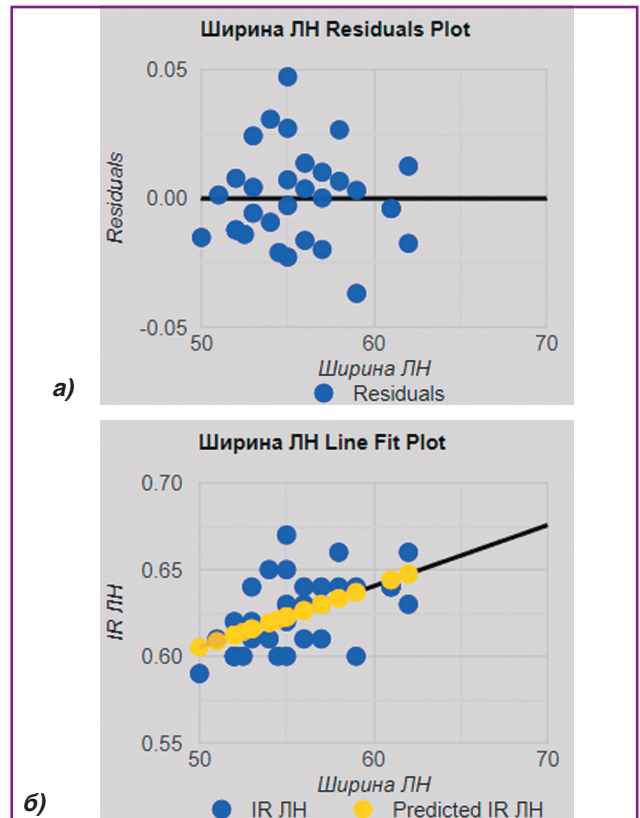 Ширина ЛН Residuals Plot
0.05
0.00
-0.05
Residuals
50
60
70
Ширина ЛН
Residuals
а)
Ширина ЛН Line Fit Plot
0.70
0.65
0.60
0.55
IR ЛН
50
60
70
Ширина ЛН
IR ЛН
Predicted IR ЛН
б)